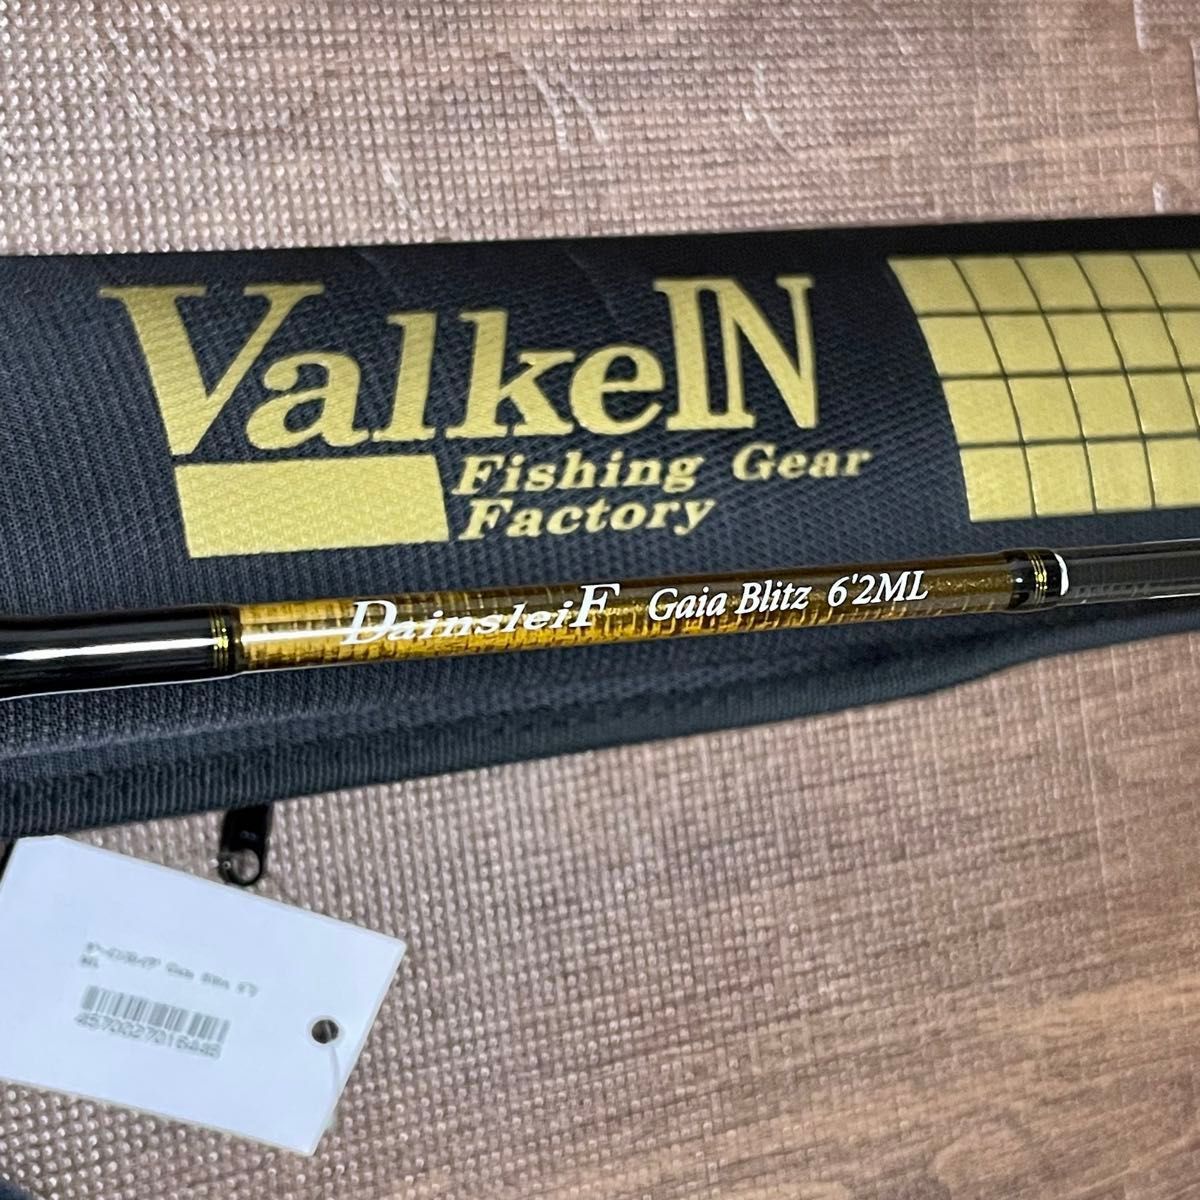 ValkeIN
Fishing Gear
Factory
DainsleiF Gaia Blitz 6'2ML